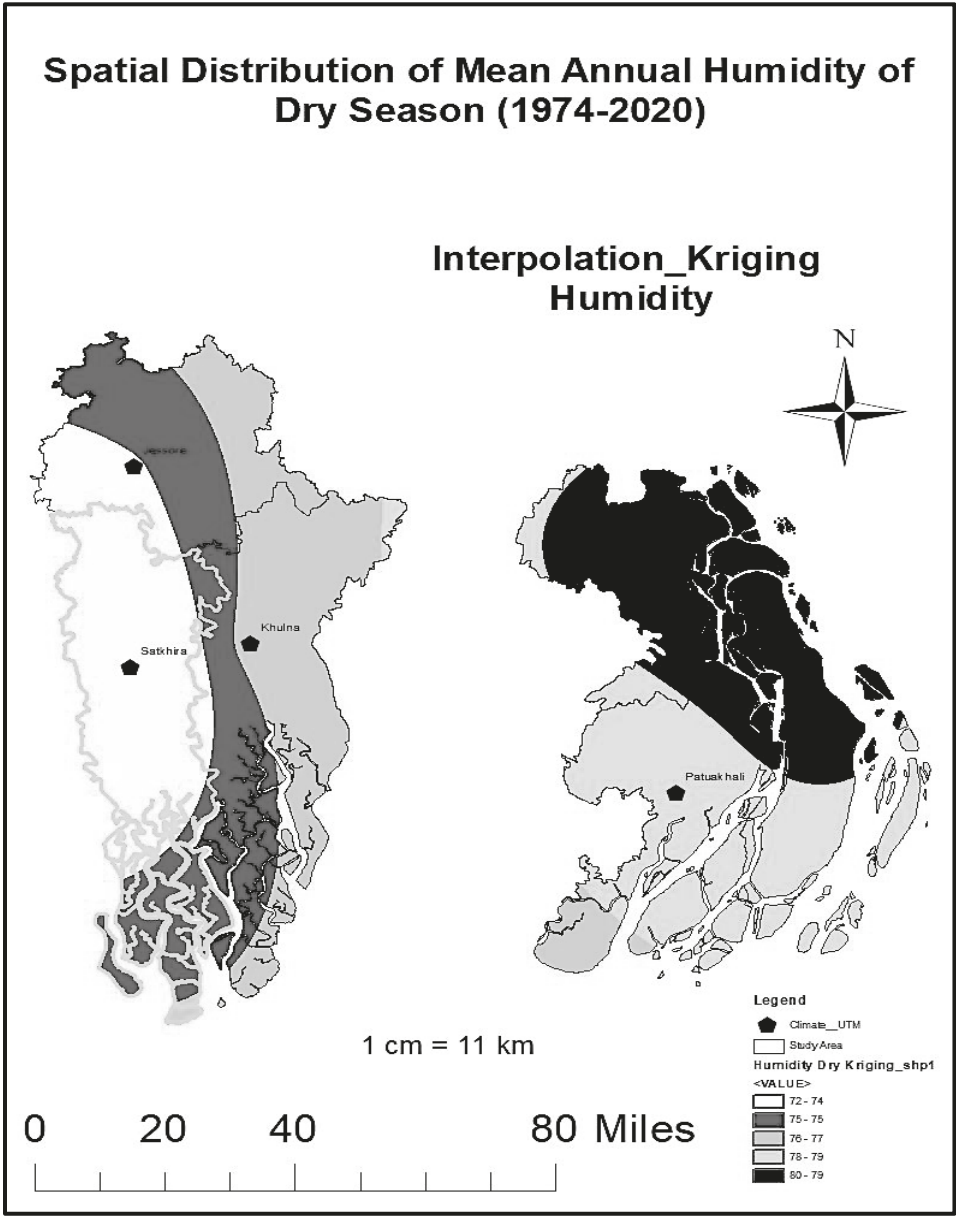 Spatial Distribution of Mean Annual Humidity of
Dry Season (1974-2020)
Interpolation_Kriging
Humidity
N
Jessore
Khulna
Satkhira
Patuakhali
Legend
Climate__UTM
Study Area
Humidity Dry Kriging_shp1
<VALUE>
72 - 74
75 - 75
76 - 77
78 - 79
80 - 79
1 cm = 11 km
0 20 40 80 Miles